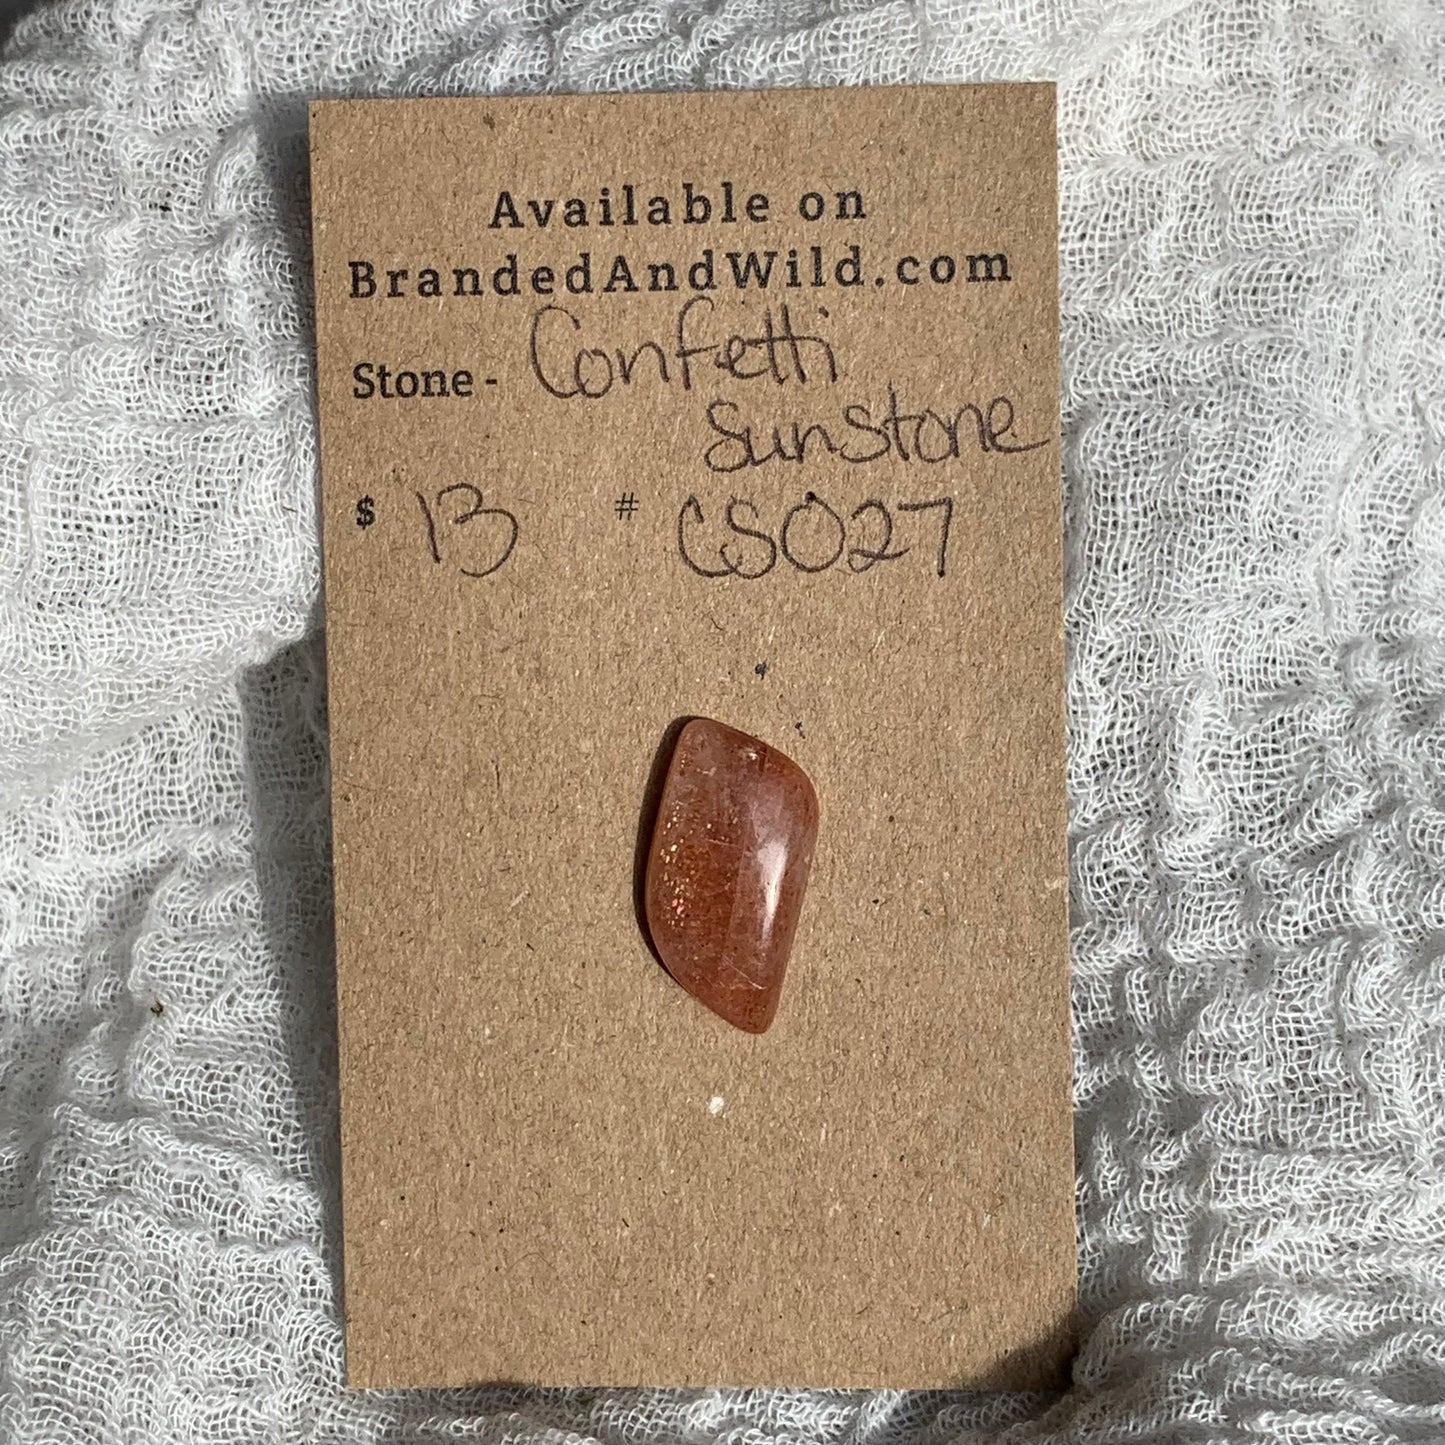 Available on
BrandedAndWild.com
Stone - Confetti
Sunstone
$ 13 # CS027